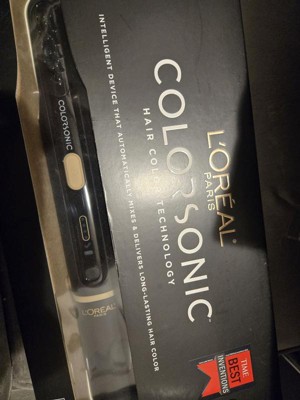 L'ORÉAL
PARIS
COLORSONIC
HAIR COLOR TECHNOLOGY
INTELLIGENT DEVICE THAT AUTOMATICALLY MIXES & DELIVERS LONG-LASTING HAIR COLOR
COLORSONIC
L'ORÉAL
PARIS
TIME
BEST
INVENTIONS